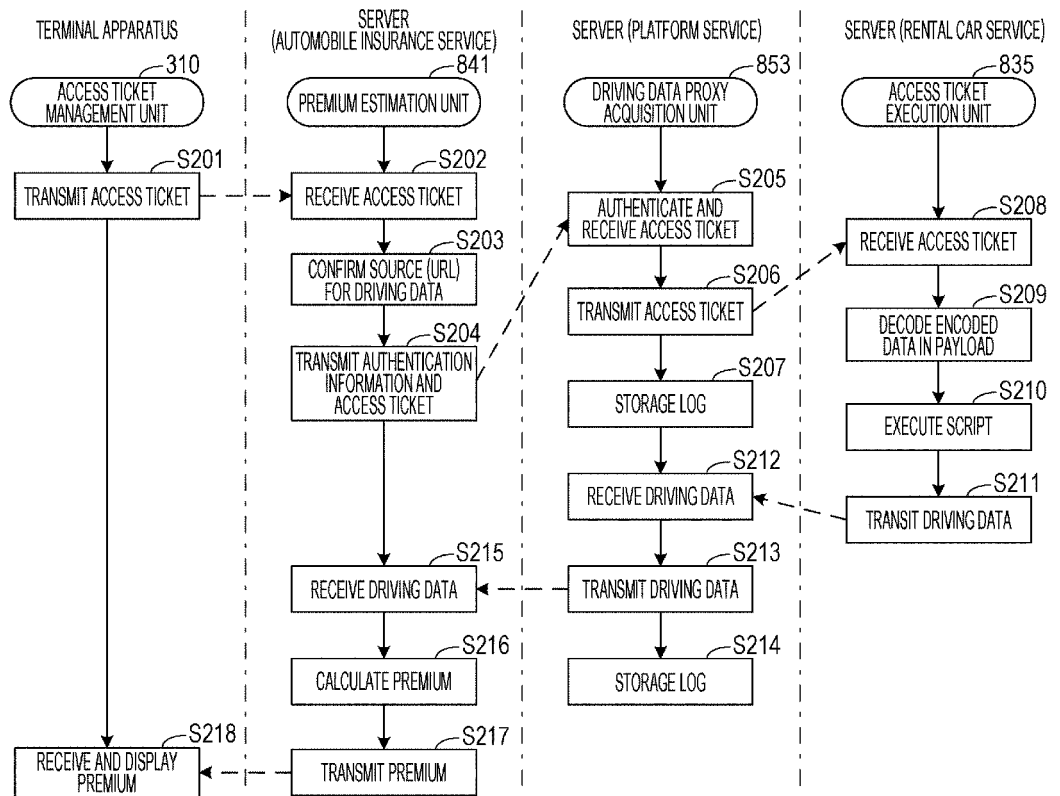 TERMINAL APPARATUS
310
ACCESS TICKET
MANAGEMENT UNIT
S201
TRANSMIT ACCESS TICKET
S218
RECEIVE AND DISPLAY
PREMIUM
SERVER
(AUTOMOBILE INSURANCE SERVICE)
841
PREMIUM ESTIMATION UNIT
S202
RECEIVE ACCESS TICKET
S203
CONFIRM SOURCE (URL)
FOR DRIVING DATA
S204
TRANSMIT AUTHENTICATION
INFORMATION AND
ACCESS TICKET
S215
RECEIVE DRIVING DATA
S216
CALCULATE PREMIUM
S217
TRANSMIT PREMIUM
SERVER (PLATFORM SERVICE)
853
DRIVING DATA PROXY
ACQUISITION UNIT
S205
AUTHENTICATE AND
RECEIVE ACCESS TICKET
S206
TRANSMIT ACCESS TICKET
S207
STORAGE LOG
S212
RECEIVE DRIVING DATA
S213
TRANSMIT DRIVING DATA
S214
STORAGE LOG
SERVER (RENTAL CAR SERVICE)
835
ACCESS TICKET
EXECUTION UNIT
S208
RECEIVE ACCESS TICKET
S209
DECODE ENCODED
DATA IN PAYLOAD
S210
EXECUTE SCRIPT
S211
TRANSIT DRIVING DATA